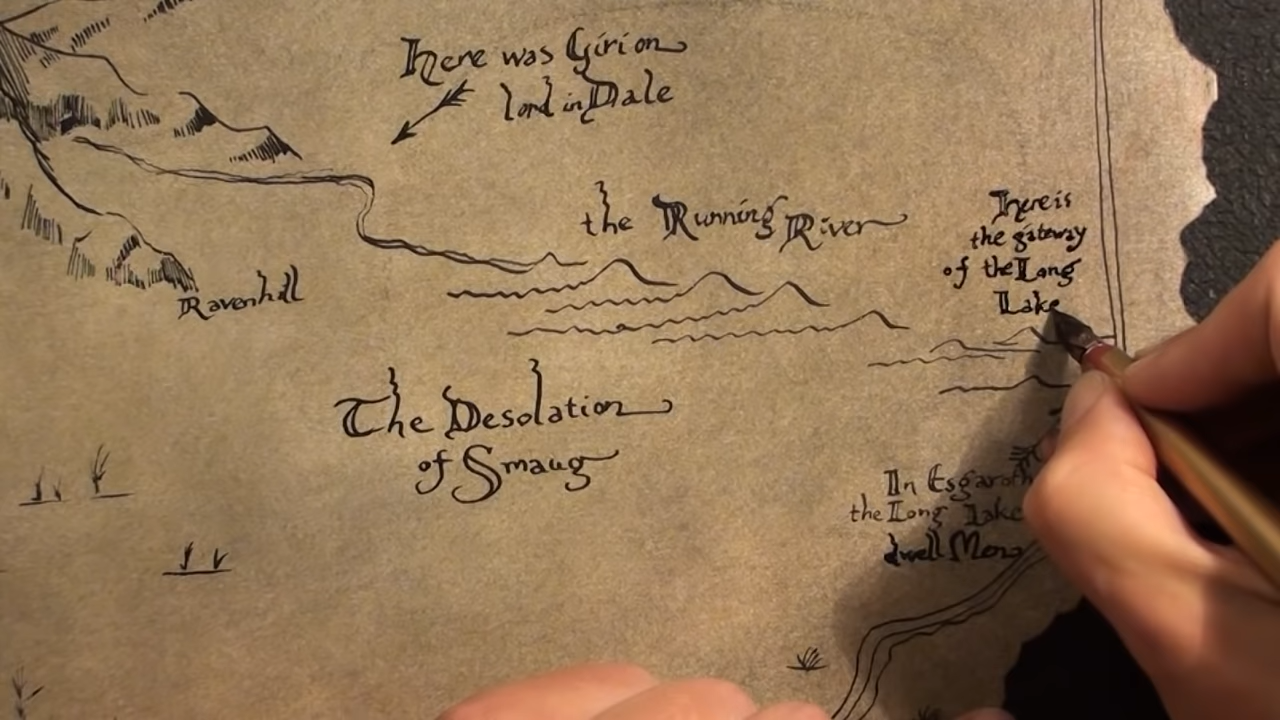 Here was Girion
lord in Dale
the Running River
Here is
the gateway
of the Long
Lake
Ravenhill
The Desolation
of Smaug
In Esgaroth
the Long Lake
dwell Men